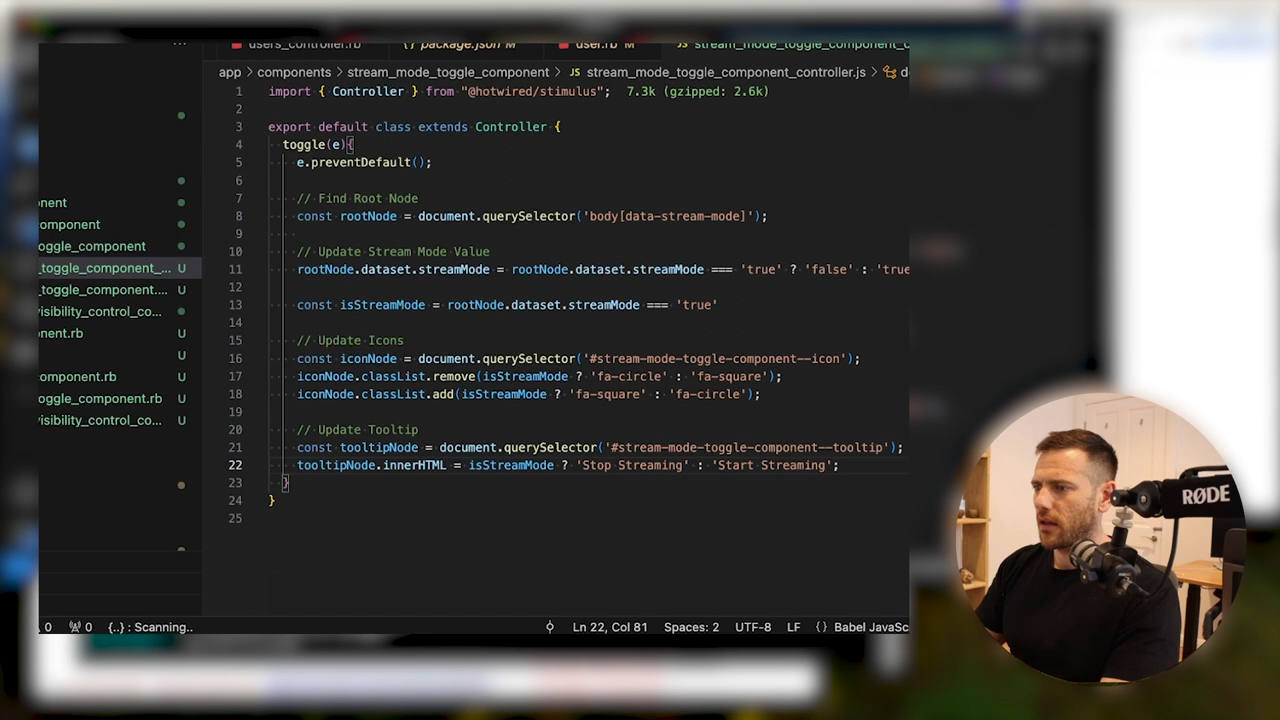 users_controller.rb
package.json M
user.rb M
stream_mode_toggle_component_c
app > components > stream_mode_toggle_component > JS stream_mode_toggle_component_controller.js >
1 import { Controller } from "@hotwired/stimulus"; 7.3k (gzipped: 2.6k)
2
3 export default class extends Controller {
4 toggle(e){
5 e.preventDefault();
6
7 // Find Root Node
8 const rootNode = document.querySelector('body[data-stream-mode]');
9
10 // Update Stream Mode Value
11 rootNode.dataset.streamMode = rootNode.dataset.streamMode === 'true' ? 'false' : 'true
12
13 const isStreamMode = rootNode.dataset.streamMode === 'true'
14
15 // Update Icons
16 const iconNode = document.querySelector('#stream-mode-toggle-component--icon');
17 iconNode.classList.remove(isStreamMode ? 'fa-circle' : 'fa-square');
18 iconNode.classList.add(isStreamMode ? 'fa-square' : 'fa-circle');
19
20 // Update Tooltip
21 const tooltipNode = document.querySelector('#stream-mode-toggle-component--tooltip');
22 tooltipNode.innerHTML = isStreamMode ? 'Stop Streaming' : 'Start Streaming';
23 }
24 }
25
onent
omponent
oggle_component
_toggle_component_... U
_toggle_component.... U
isibility_control_co...
nent.rb U
U
omponent.rb U
oggle_component.rb U
isibility_control_co... U
0
0 {..} : Scanning..
Ln 22, Col 81
Spaces: 2
UTF-8
LF
{} Babel JavaSc
RØDE